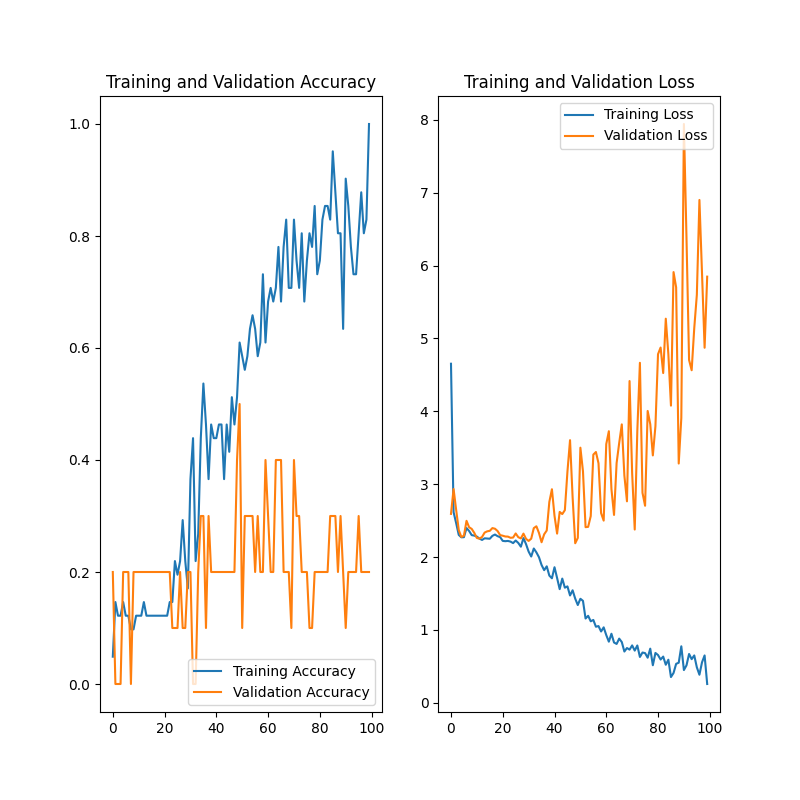 Training and Validation Accuracy
1.0
0.8
0.6
0.4
0.2
0.0
0 20 40 60 80 100
Training Accuracy
Validation Accuracy
Training and Validation Loss
8
7
6
5
4
3
2
1
0
0 20 40 60 80 100
Training Loss
Validation Loss